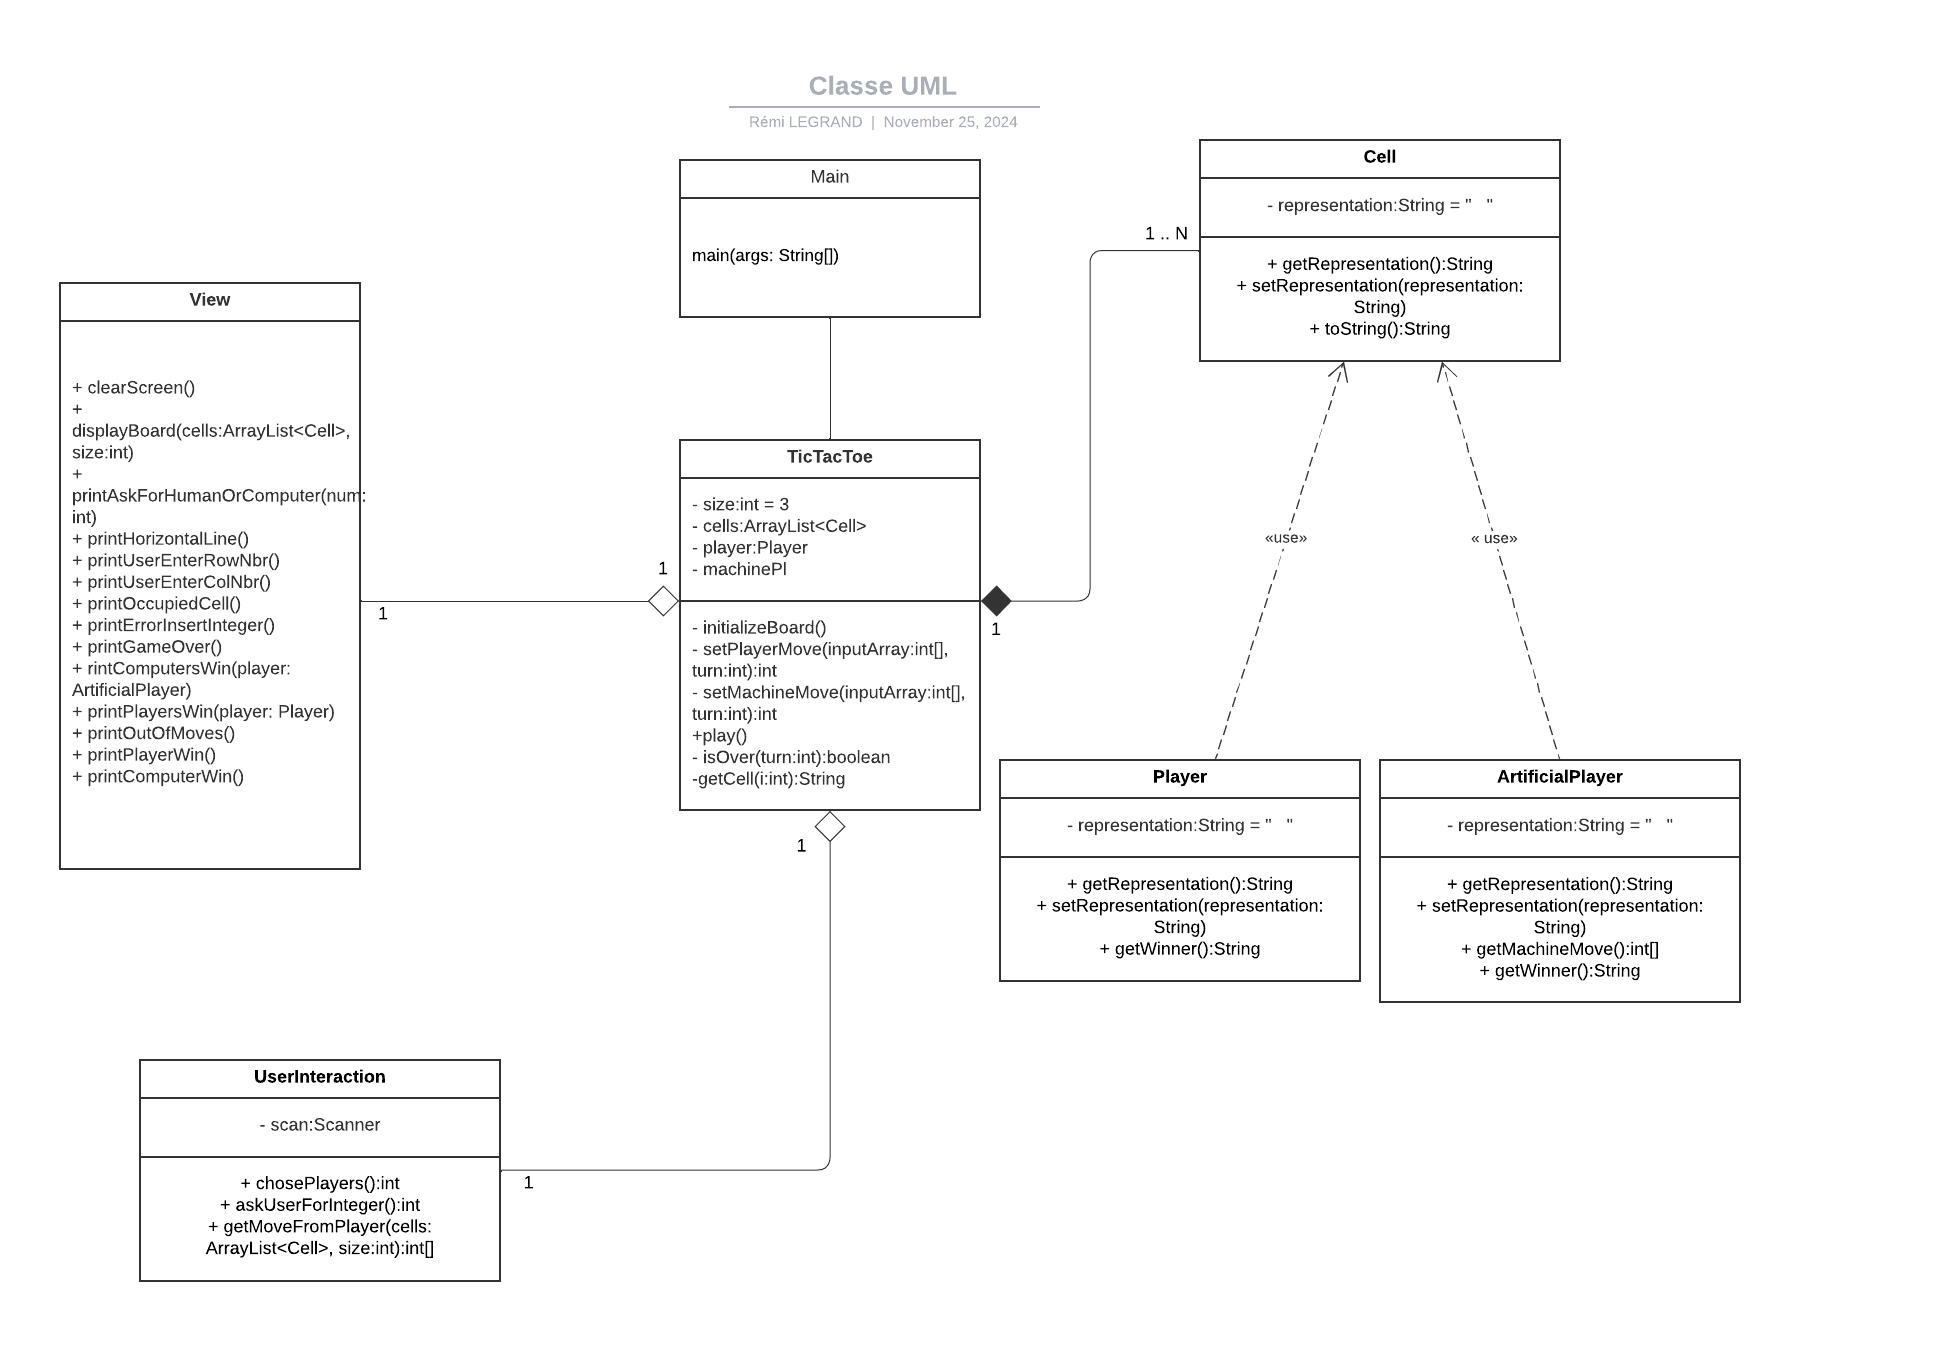 Classe UML
Rémi LEGRAND | November 25, 2024
Main
main(args: String[])
Cell
- representation:String = "   "
+ getRepresentation():String
+ setRepresentation(representation:
String)
+ toString():String
1 .. N
View
+ clearScreen()
+
displayBoard(cells:ArrayList<Cell>,
size:int)
+
printAskForHumanOrComputer(num:
int)
+ printHorizontalLine()
+ printUserEnterRowNbr()
+ printUserEnterColNbr()
+ printOccupiedCell()
+ printErrorInsertInteger()
+ printGameOver()
+ rintComputersWin(player:
ArtificialPlayer)
+ printPlayersWin(player: Player)
+ printOutOfMoves()
+ printPlayerWin()
+ printComputerWin()
1
1
TicTacToe
- size:int = 3
- cells:ArrayList<Cell>
- player:Player
- machinePl
- initializeBoard()
- setPlayerMove(inputArray:int[],
turn:int):int
- setMachineMove(inputArray:int[],
turn:int):int
+play()
- isOver(turn:int):boolean
-getCell(i:int):String
1
1
«use»
« use»
Player
- representation:String = "   "
+ getRepresentation():String
+ setRepresentation(representation:
String)
+ getWinner():String
ArtificialPlayer
- representation:String = "   "
+ getRepresentation():String
+ setRepresentation(representation:
String)
+ getMachineMove():int[]
+ getWinner():String
UserInteraction
- scan:Scanner
+ chosePlayers():int
+ askUserForInteger():int
+ getMoveFromPlayer(cells:
ArrayList<Cell>, size:int):int[]
1